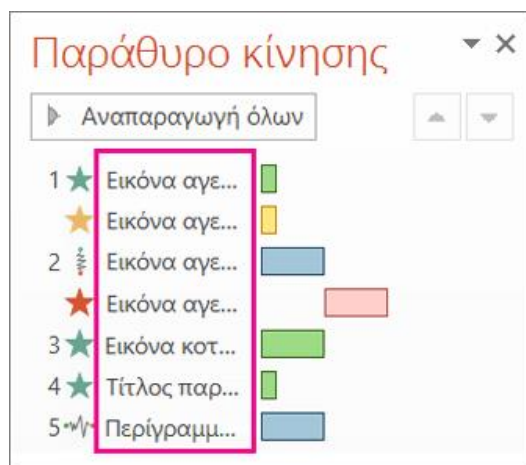 Παράθυρο κίνησης
Αναπαραγωγή όλων
1 Εικόνα αγε...
Εικόνα αγε...
2 Εικόνα αγε...
Εικόνα αγε...
3 Εικόνα κοτ...
4 Τίτλος παρ...
5 Περίγραμμ...